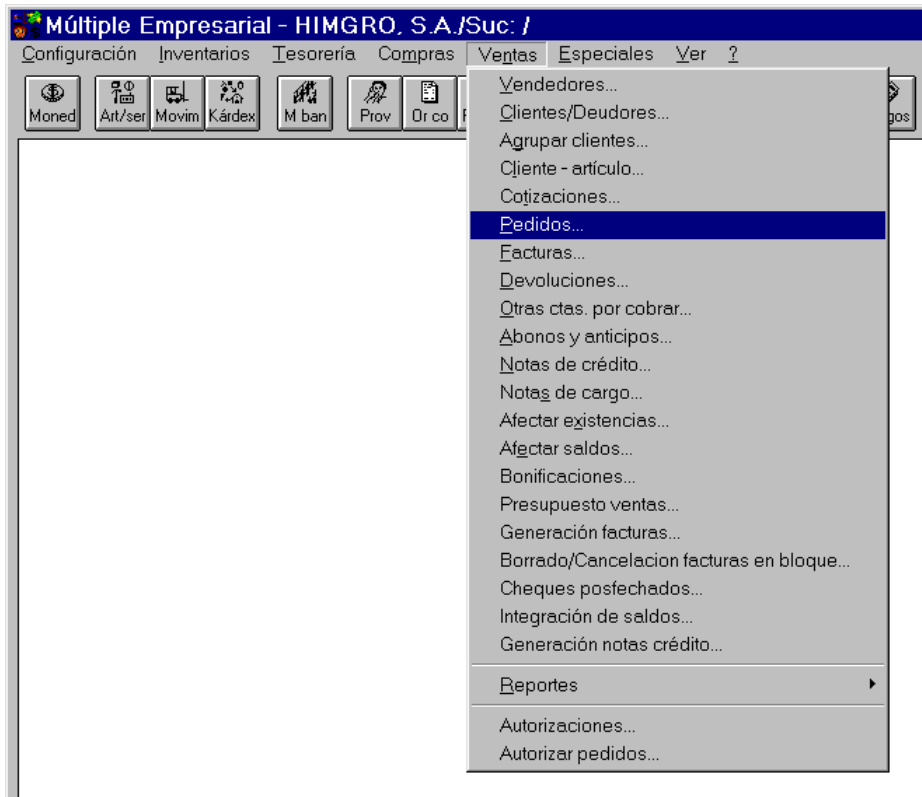 Múltiple Empresarial - HIMGRO, S.A./Suc: /
Configuración Inventarios Tesorería Compras Ventas Especiales Ver ?
Moned Art/ser Movim Kárdex M ban Prov Or co
Vendedores...
Clientes/Deudores...
Agrupar clientes...
Cliente - artículo...
Cotizaciones...
Pedidos...
Facturas...
Devoluciones...
Otras ctas. por cobrar...
Abonos y anticipos...
Notas de crédito...
Notas de cargo...
Afectar existencias...
Afectar saldos...
Bonificaciones...
Presupuesto ventas...
Generación facturas...
Borrado/Cancelacion facturas en bloque...
Cheques posfechados...
Integración de saldos...
Generación notas crédito...
Reportes
Autorizaciones...
Autorizar pedidos...